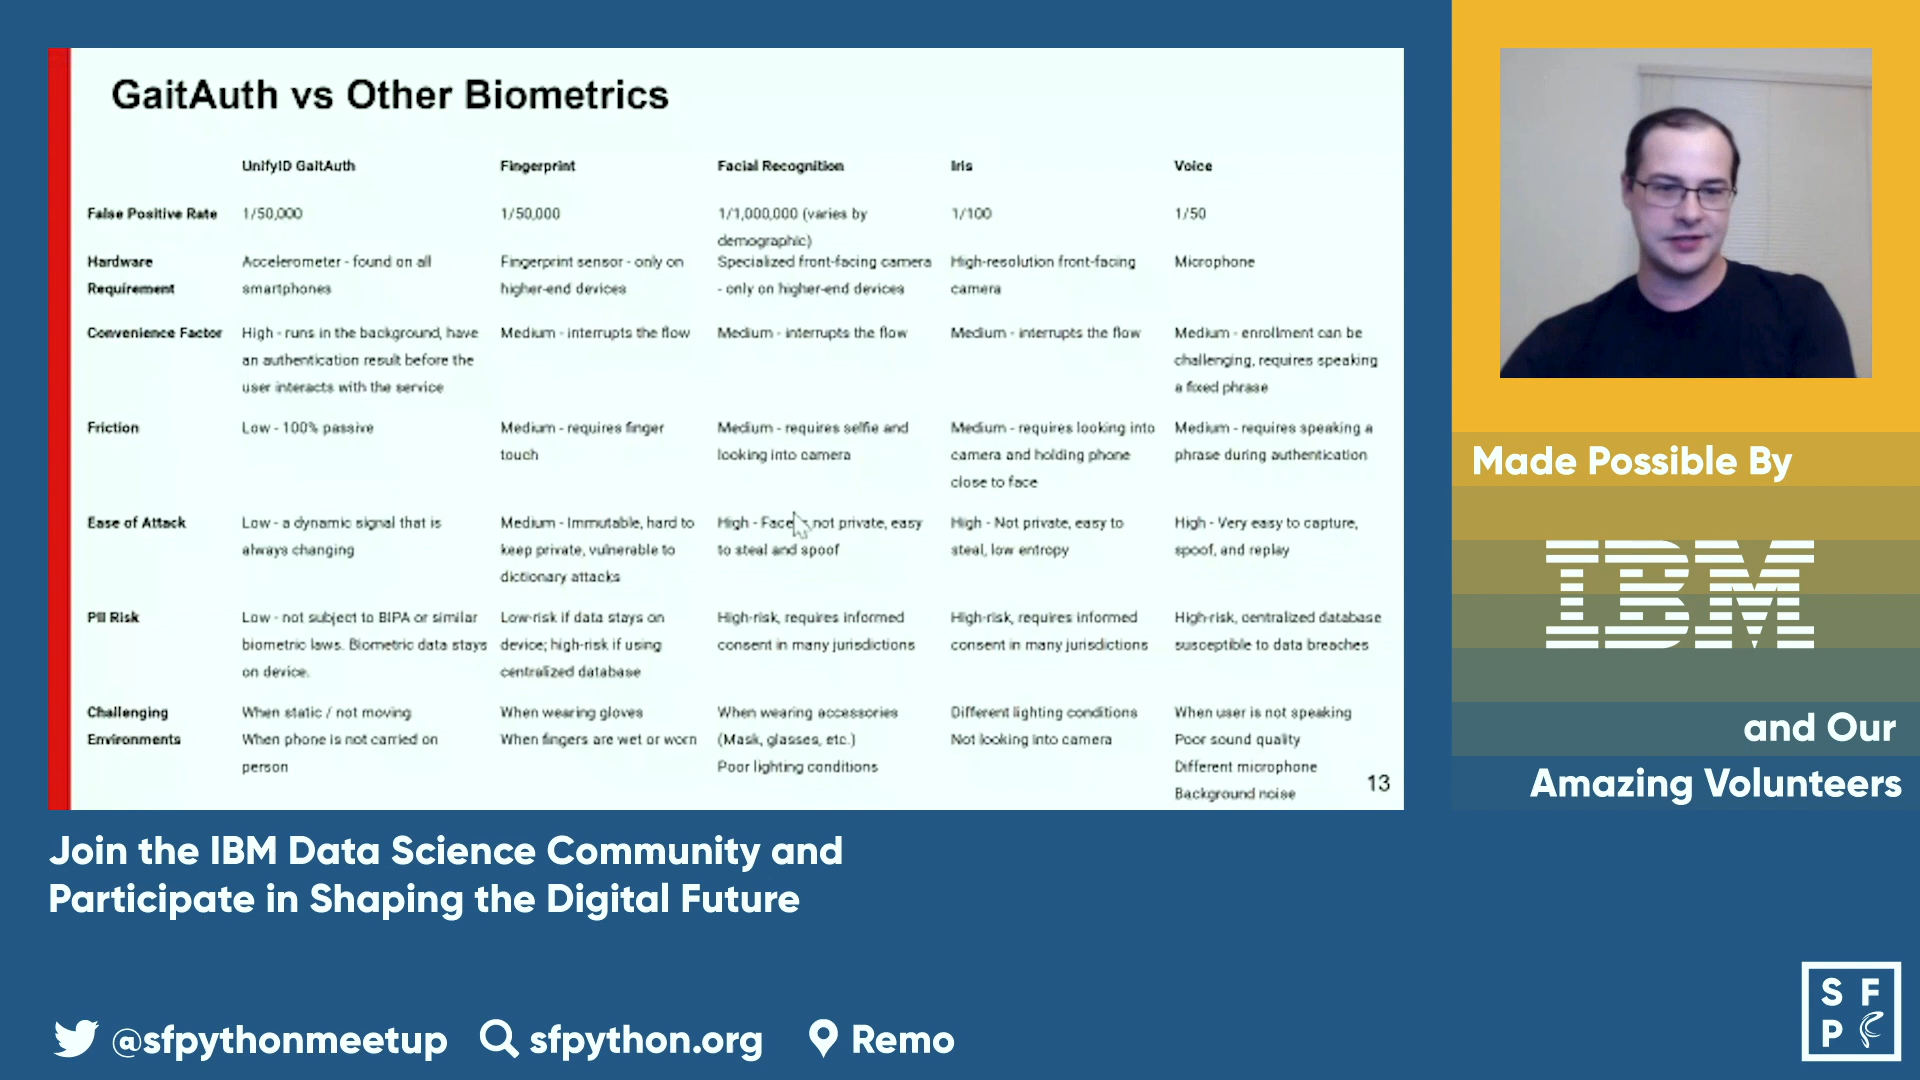 GaitAuth vs Other Biometrics
UnifyID GaitAuth Fingerprint Facial Recognition Iris Voice
False Positive Rate 1/50,000 1/50,000 1/1,000,000 (varies by 1/100 1/50
demographic)
Hardware Accelerometer - found on all Fingerprint sensor - only on Specialized front-facing camera High-resolution front-facing Microphone
Requirement smartphones higher-end devices - only on higher-end devices camera
Convenience Factor High - runs in the background, have Medium - interrupts the flow Medium - interrupts the flow Medium - interrupts the flow Medium - enrollment can be
an authentication result before the challenging, requires speaking
user interacts with the service a fixed phrase
Friction Low - 100% passive Medium - requires finger Medium - requires selfie and Medium - requires looking into Medium - requires speaking a
touch looking into camera camera and holding phone phrase during authentication
close to face
Ease of Attack Low - a dynamic signal that is Medium - Immutable, hard to High - Face not private, easy High - Not private, easy to High - Very easy to capture,
always changing keep private, vulnerable to to steal and spoof steal, low entropy spoof, and replay
dictionary attacks
PII Risk Low - not subject to BIPA or similar Low-risk if data stays on High-risk, requires informed High-risk, requires informed High-risk, centralized database
biometric laws. Biometric data stays device; high-risk if using consent in many jurisdictions consent in many jurisdictions susceptible to data breaches
on device. centralized database
Challenging When static / not moving When wearing gloves When wearing accessories Different lighting conditions When user is not speaking
Environments When phone is not carried on When fingers are wet or worn (Mask, glasses, etc.) Not looking into camera Poor sound quality
person Poor lighting conditions Different microphone
Background noise
13
Made Possible By
IBM
and Our
Amazing Volunteers
Join the IBM Data Science Community and
Participate in Shaping the Digital Future
@sfpythonmeetup sfpython.org Remo
S F
P